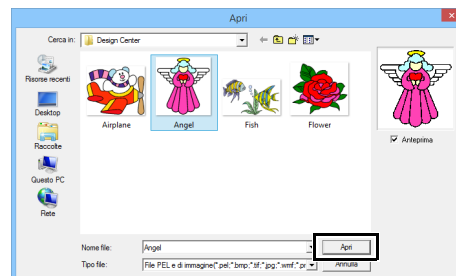 Apri
Cerca in:
Design Center
Risorse recenti
Desktop
Raccolte
Questo PC
Rete
Airplane
Angel
Fish
Flower
Anteprima
Nome file:
Angel
Apri
Tipo file:
File PEL e di immagine(*.pel;*.bmp;*.tif;*.jpg;*.wmf;*.pr
Annulla